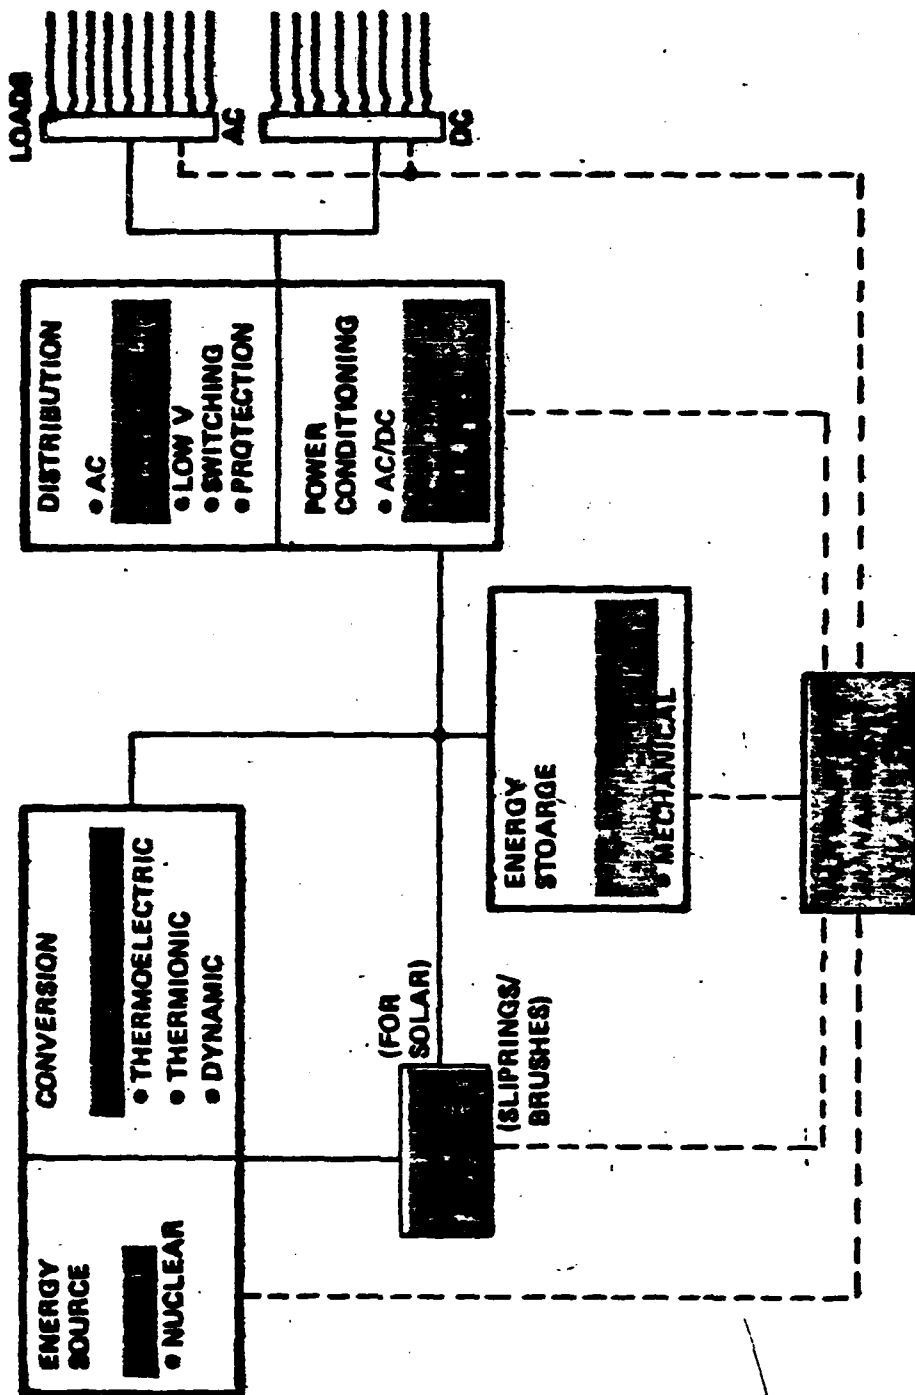 ENERGY
SOURCE
• NUCLEAR
CONVERSION
• THERMOELECTRIC
• THERMIONIC
• DYNAMIC
(FOR
SOLAR)
(SLIPRINGS/
BRUSHES)
ENERGY
STOARGE
• MECHANICAL
DISTRIBUTION
• AC
• LOW V
• SWITCHING
• PROTECTION
POWER
CONDITIONING
• AC/DC
LOADS
AC
DC
MANAGEMENT